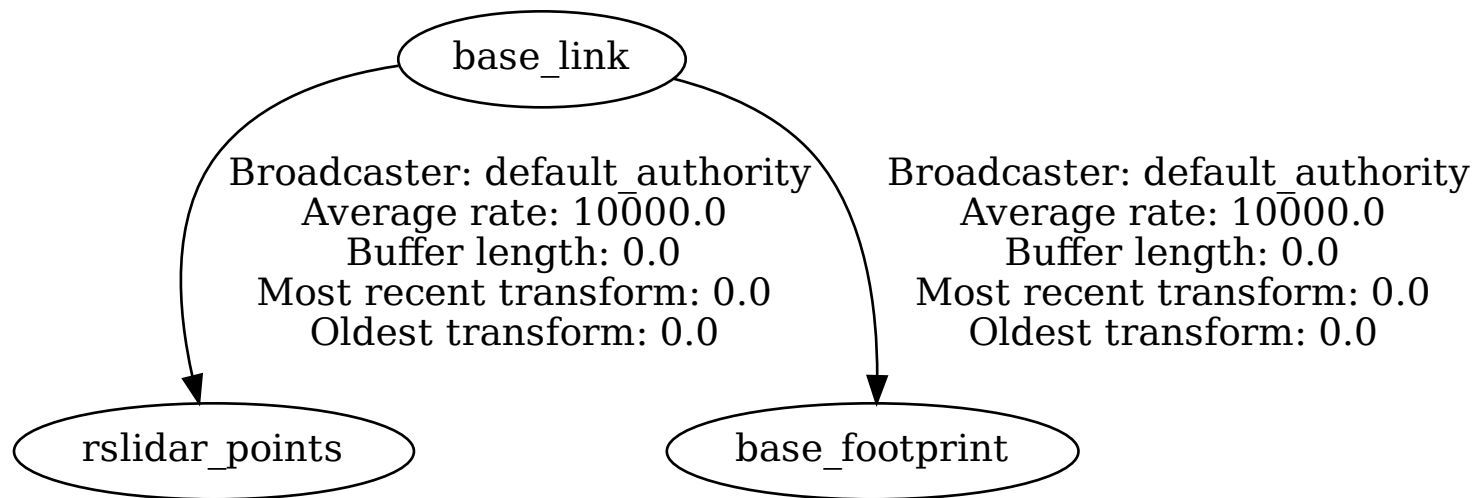 base_link
Broadcaster: default_authority
Average rate: 10000.0
Buffer length: 0.0
Most recent transform: 0.0
Oldest transform: 0.0
Broadcaster: default_authority
Average rate: 10000.0
Buffer length: 0.0
Most recent transform: 0.0
Oldest transform: 0.0
rslidar_points
base_footprint